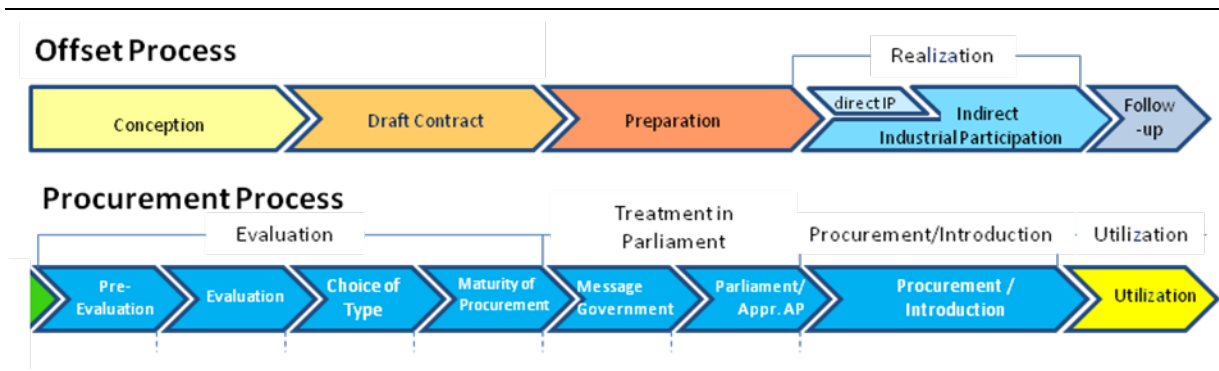 Offset Process
Realization
Conception
Draft Contract
Preparation
direct IP
Indirect
Industrial Participation
Follow
-up
Procurement Process
Evaluation
Treatment in
Parliament
Procurement/Introduction
Utilization
Pre-
Evaluation
Evaluation
Choice of
Type
Maturity of
Procurement
Message
Government
Parliament/
Appr. AP
Procurement /
Introduction
Utilization